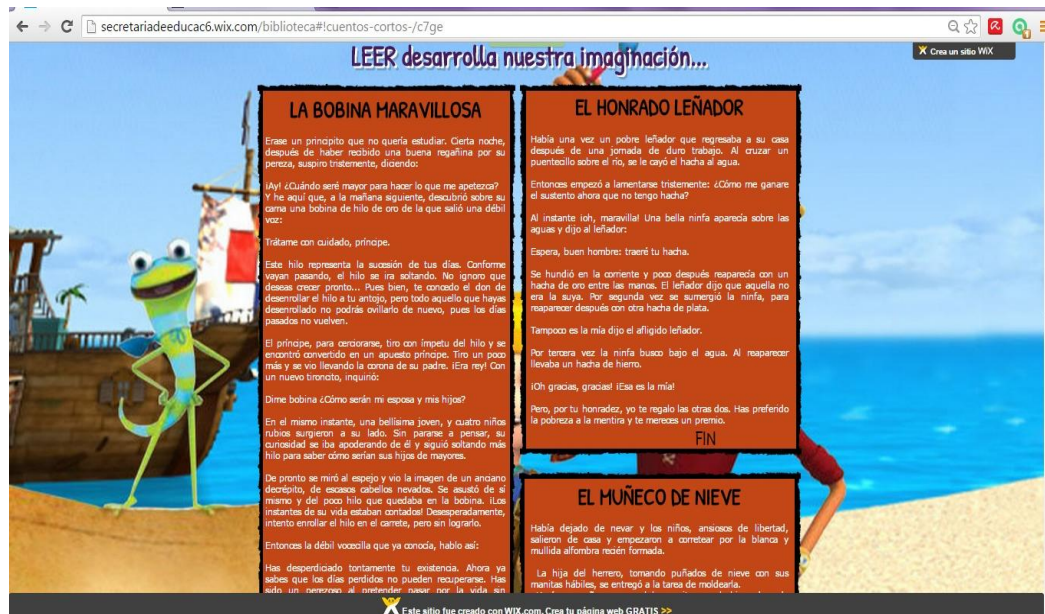 secretariadeeducac6.wix.com/biblioteca#!cuentos-cortos-/c7ge
Crea un sitio WiX
LEER desarrolla nuestra imaginación...
LA BOBINA MARAVILLOSA
Erase un principito que no quería estudiar. Cierta noche,
después de haber recibido una buena regañina por su
pereza, suspiro tristemente, diciendo:
¡Ay! ¿Cuándo seré mayor para hacer lo que me apetezca?
Y he aquí que, a la mañana siguiente, descubrió sobre su
cama una bobina de hilo de oro de la que salió una débil
voz:
Trátame con cuidado, príncipe.
Este hilo representa la sucesión de tus días. Conforme
vayan pasando, el hilo se ira soltando. No ignoro que
deseas crecer pronto... Pues bien, te concedo el don de
desenrollar el hilo a tu antojo, pero todo aquello que hayas
desenrollado no podrás ovillarlo de nuevo, pues los días
pasados no vuelven.
El príncipe, para cerciorarse, tiro con ímpetu del hilo y se
encontró convertido en un apuesto príncipe. Tiro un poco
más y se vio llevando la corona de su padre. ¡Era rey! Con
un nuevo tironcito, inquirió:
Dime bobina ¿Cómo serán mi esposa y mis hijos?
En el mismo instante, una bellísima joven, y cuatro niños
rubios surgieron a su lado. Sin pararse a pensar, su
curiosidad se iba apoderando de él y siguió soltando más
hilo para saber cómo serían sus hijos de mayores.
De pronto se miró al espejo y vio la imagen de un anciano
decrépito, de escasos cabellos nevados. Se asustó de sí
mismo y del poco hilo que quedaba en la bobina. ¡Los
instantes de su vida estaban contados! Desesperadamente,
intento enrollar el hilo en el carrete, pero sin lograrlo.
Entonces la débil vocecilla que ya conocía, hablo así:
Has desperdiciado tontamente tu existencia. Ahora ya
sabes que los días perdidos no pueden recuperarse. Has
sido un perezoso al pretender pasar por la vida sin
EL HONRADO LEÑADOR
Había una vez un pobre leñador que regresaba a su casa
después de una jornada de duro trabajo. Al cruzar un
puentecillo sobre el río, se le cayó el hacha al agua.
Entonces empezó a lamentarse tristemente: ¿Cómo me ganare
el sustento ahora que no tengo hacha?
Al instante ¡oh, maravilla! Una bella ninfa aparecía sobre las
aguas y dijo al leñador:
Espera, buen hombre: traeré tu hacha.
Se hundió en la corriente y poco después reaparecía con un
hacha de oro entre las manos. El leñador dijo que aquella no
era la suya. Por segunda vez se sumergió la ninfa, para
reaparecer después con otra hacha de plata.
Tampoco es la mía dijo el afligido leñador.
Por tercera vez la ninfa busco bajo el agua. Al reaparecer
llevaba un hacha de hierro.
¡Oh gracias, gracias! ¡Esa es la mía!
Pero, por tu honradez, yo te regalo las otras dos. Has preferido
la pobreza a la mentira y te mereces un premio.
FIN
EL MUÑECO DE NIEVE
Había dejado de nevar y los niños, ansiosos de libertad,
salieron de casa y empezaron a corretear por la blanca y
mullida alfombra recién formada.
La hija del herrero, tomando puñados de nieve con sus
manitas hábiles, se entregó a la tarea de moldearla.
Este sitio fue creado con WIX.com. Crea tu página web GRATIS >>